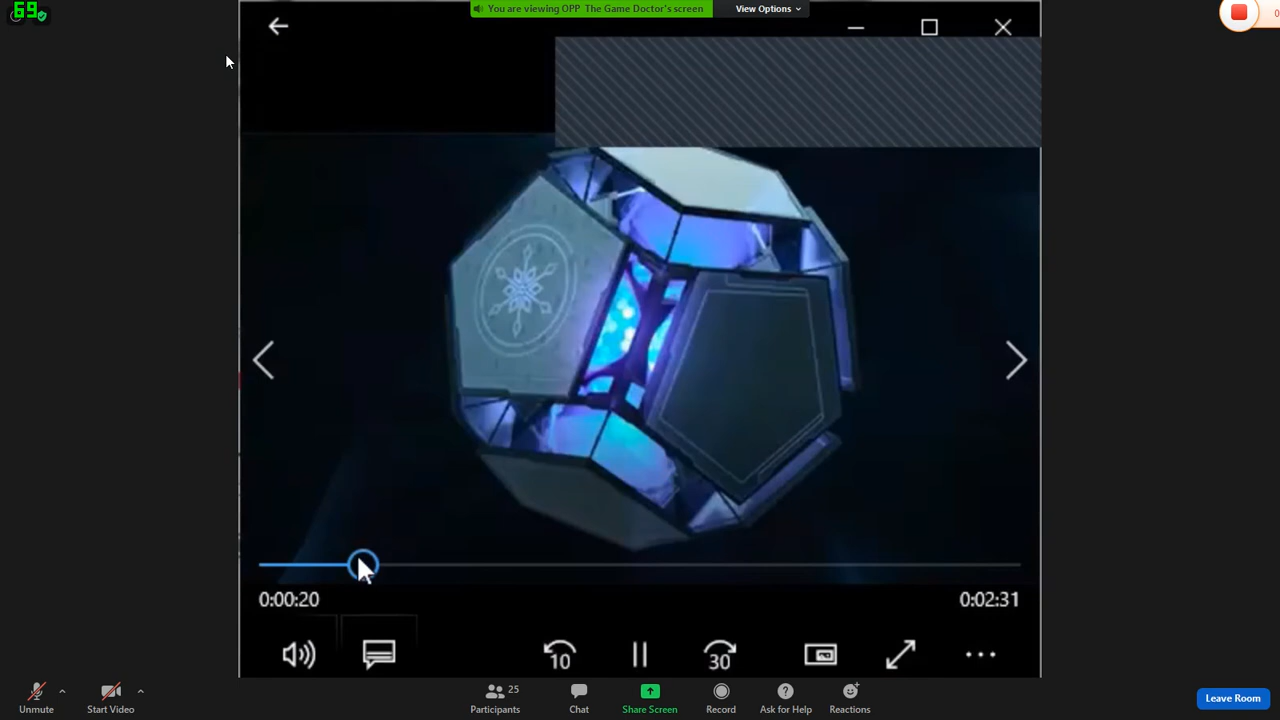 69
You are viewing OPP The Game Doctor's screen
View Options
0
0:00:20
0:02:31
10
30
Unmute
Start Video
25
Participants
Chat
Share Screen
Record
Ask for Help
Reactions
Leave Room